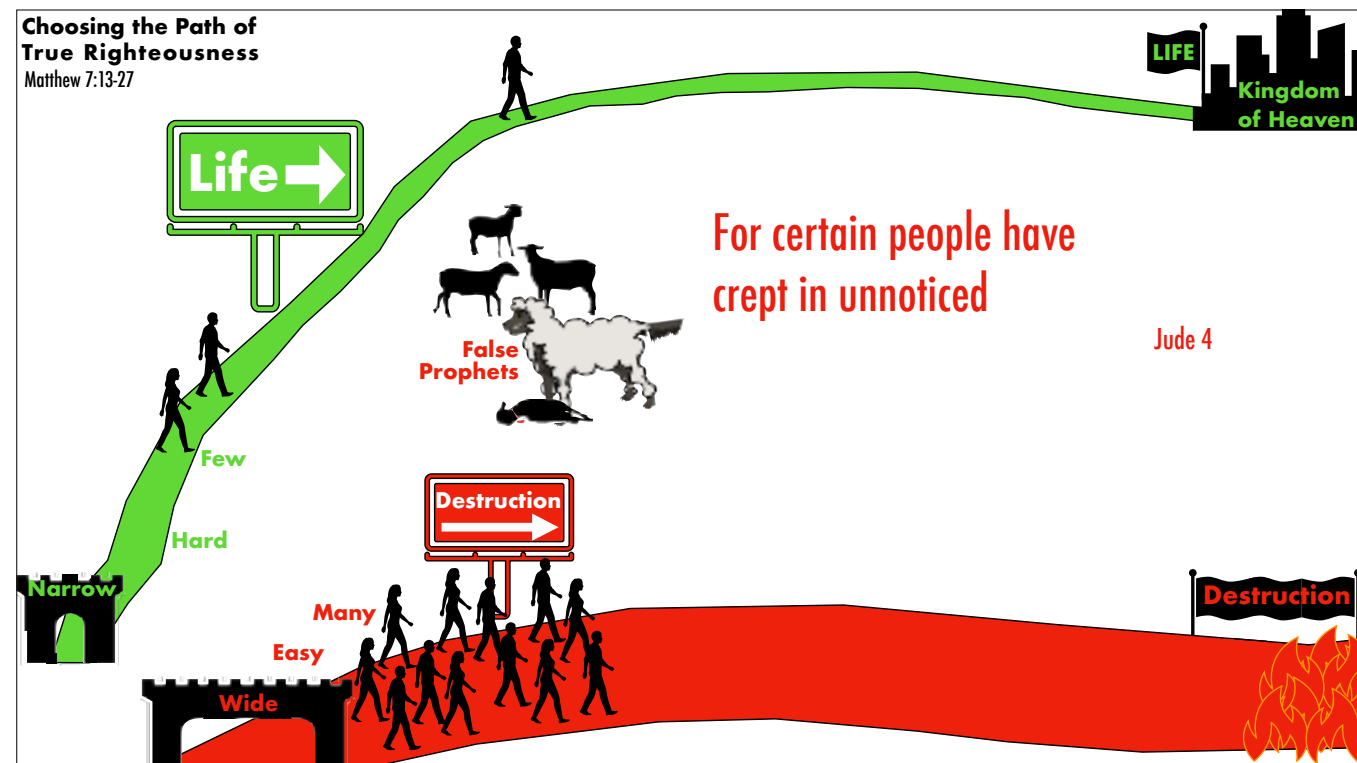 Choosing the Path of
True Righteousness
Matthew 7:13-27
LIFE
Kingdom
of Heaven
Life
For certain people have
crept in unnoticed
Jude 4
False
Prophets
Few
Hard
Narrow
Destruction
Many
Easy
Wide
Destruction